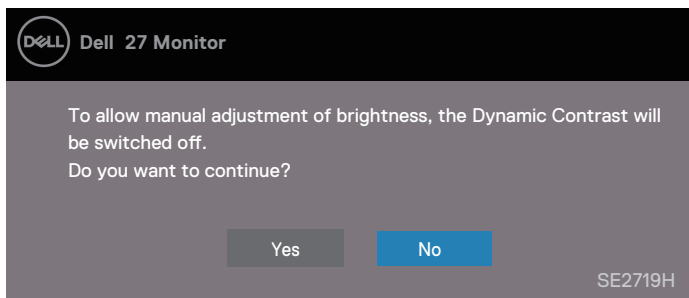 DELL Dell 27 Monitor
To allow manual adjustment of brightness, the Dynamic Contrast will
be switched off.
Do you want to continue?
Yes No
SE2719H